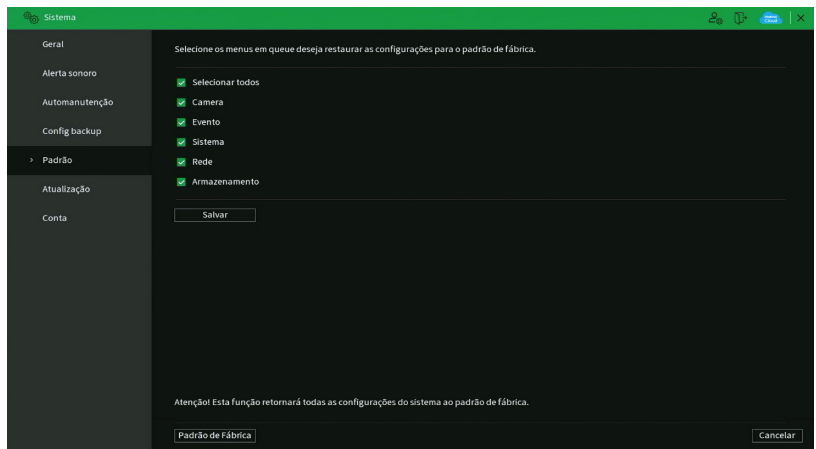 Sistema
Geral
Alerta sonoro
Automanutenção
Config backup
Padrão
Atualização
Conta
Selecione os menus em queue deseja restaurar as configurações para o padrão de fábrica.
Selecionar todos
Camera
Evento
Sistema
Rede
Armazenamento
Salvar
Atenção! Esta função retornará todas as configurações do sistema ao padrão de fábrica.
Padrão de Fábrica
Cancelar